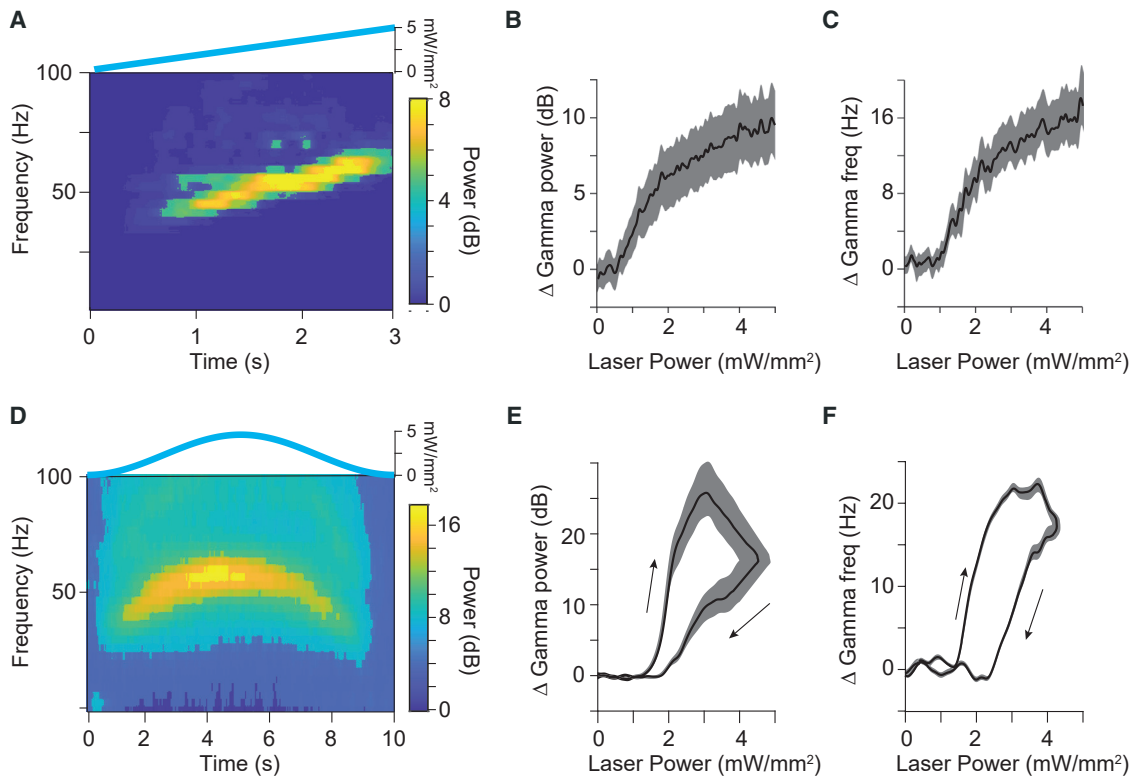 A
5
mW/mm2
0
100
50
Frequency (Hz)
0 1 2 3
Time (s)
8
4
0
Power (dB)
B
10
5
0
Δ Gamma power (dB)
0 2 4
Laser Power (mW/mm2)
C
16
8
0
Δ Gamma freq (Hz)
0 2 4
Laser Power (mW/mm2)
D
5
mW/mm2
0
100
50
Frequency (Hz)
0 2 4 6 8 10
Time (s)
16
8
0
Power (dB)
E
20
10
0
Δ Gamma power (dB)
0 2 4
Laser Power (mW/mm2)
F
20
10
0
Δ Gamma freq (Hz)
0 2 4
Laser Power (mW/mm2)